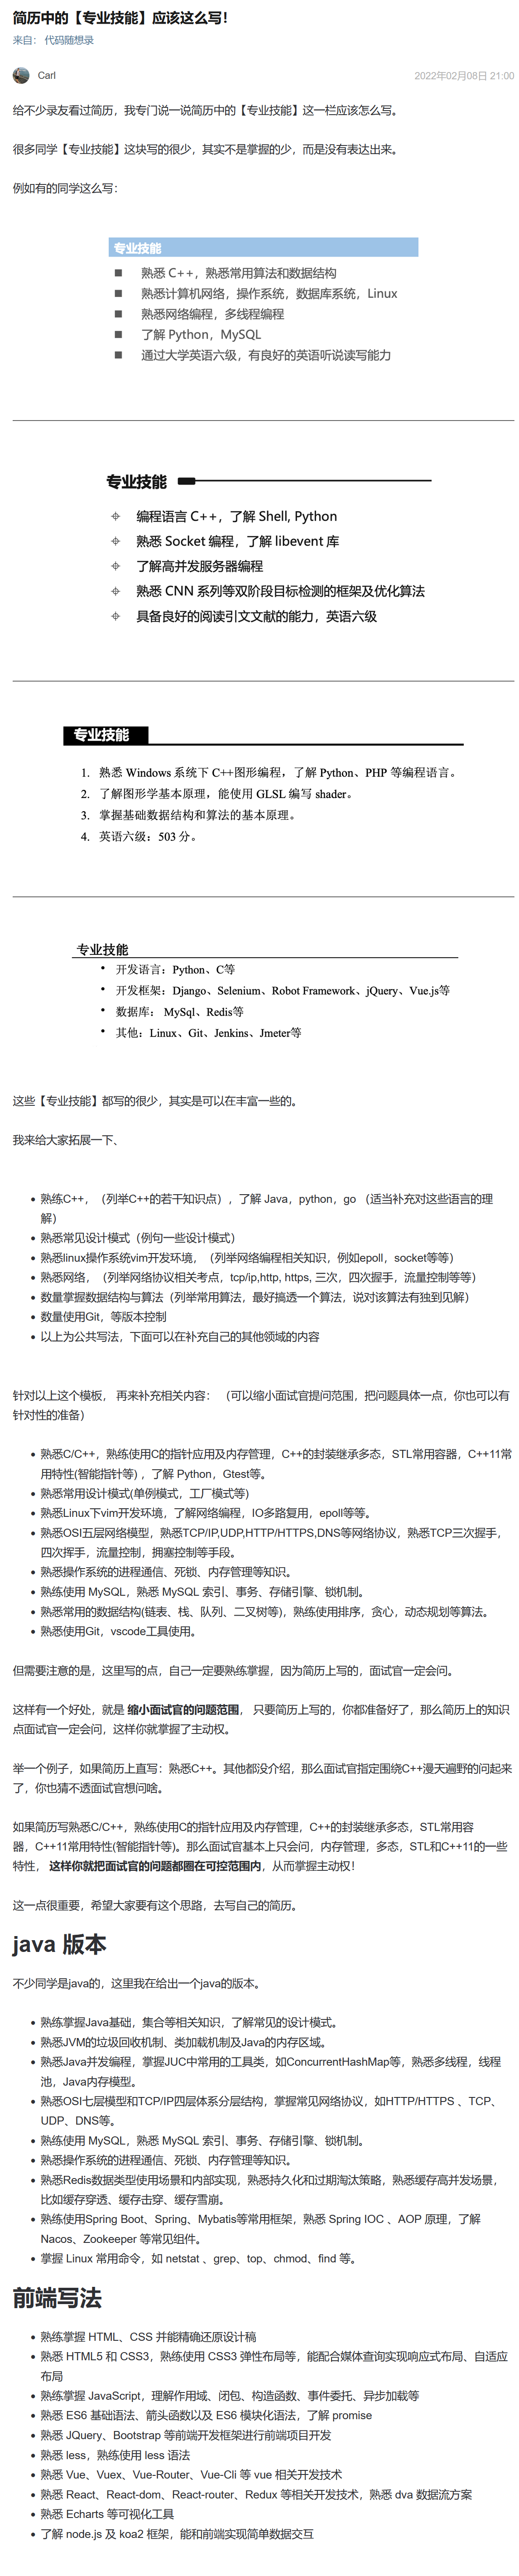 简历中的【专业技能】应该这么写！
来自： 代码随想录
Carl
2022年02月08日 21:00
给不少录友看过简历，我专门说一说简历中的【专业技能】这一栏应该怎么写。
很多同学【专业技能】这块写的很少，其实不是掌握的少，而是没有表达出来。
例如有的同学这么写：
专业技能
■ 熟悉 C++，熟悉常用算法和数据结构
■ 熟悉计算机网络，操作系统，数据库系统，Linux
■ 熟悉网络编程，多线程编程
■ 了解 Python，MySQL
■ 通过大学英语六级，有良好的英语听说读写能力
专业技能
编程语言 C++，了解 Shell, Python
熟悉 Socket 编程，了解 libevent 库
了解高并发服务器编程
熟悉 CNN 系列等双阶段目标检测的框架及优化算法
具备良好的阅读引文文献的能力，英语六级
专业技能
1. 熟悉 Windows 系统下 C++图形编程，了解 Python、PHP 等编程语言。
2. 了解图形学基本原理，能使用 GLSL 编写 shader。
3. 掌握基础数据结构和算法的基本原理。
4. 英语六级：503 分。
专业技能
• 开发语言：Python、C等
• 开发框架：Django、Selenium、Robot Framework、jQuery、Vue.js等
• 数据库： MySql、Redis等
• 其他：Linux、Git、Jenkins、Jmeter等
这些【专业技能】都写的很少，其实是可以在丰富一些的。
我来给大家拓展一下、
• 熟练C++，（列举C++的若干知识点），了解 Java，python，go （适当补充对这些语言的理
解）
• 熟悉常见设计模式（例句一些设计模式）
• 熟悉linux操作系统vim开发环境，（列举网络编程相关知识，例如epoll，socket等等）
• 熟悉网络，（列举网络协议相关考点，tcp/ip,http, https, 三次，四次握手，流量控制等等）
• 数量掌握数据结构与算法（列举常用算法，最好搞透一个算法，说对该算法有独到见解）
• 数量使用Git，等版本控制
• 以上为公共写法，下面可以在补充自己的其他领域的内容
针对以上这个模板， 再来补充相关内容： （可以缩小面试官提问范围，把问题具体一点，你也可以有
针对性的准备）
• 熟悉C/C++，熟练使用C的指针应用及内存管理，C++的封装继承多态，STL常用容器，C++11常
用特性(智能指针等) ，了解 Python，Gtest等。
• 熟悉常用设计模式(单例模式，工厂模式等)
• 熟悉Linux下vim开发环境，了解网络编程，IO多路复用，epoll等等。
• 熟悉OSI五层网络模型，熟悉TCP/IP,UDP,HTTP/HTTPS,DNS等网络协议，熟悉TCP三次握手，
四次挥手，流量控制，拥塞控制等手段。
• 熟悉操作系统的进程通信、死锁、内存管理等知识。
• 熟练使用 MySQL，熟悉 MySQL 索引、事务、存储引擎、锁机制。
• 熟悉常用的数据结构(链表、栈、队列、二叉树等)，熟练使用排序，贪心，动态规划等算法。
• 熟悉使用Git，vscode工具使用。
但需要注意的是，这里写的点，自己一定要熟练掌握，因为简历上写的，面试官一定会问。
这样有一个好处，就是 缩小面试官的问题范围， 只要简历上写的，你都准备好了，那么简历上的知识
点面试官一定会问，这样你就掌握了主动权。
举一个例子，如果简历上直写：熟悉C++。其他都没介绍，那么面试官指定围绕C++漫天遍野的问起来
了，你也猜不透面试官想问啥。
如果简历写熟悉C/C++，熟练使用C的指针应用及内存管理，C++的封装继承多态，STL常用容
器，C++11常用特性(智能指针等)。那么面试官基本上只会问，内存管理，多态，STL和C++11的一些
特性， 这样你就把面试官的问题都圈在可控范围内，从而掌握主动权！
这一点很重要，希望大家要有这个思路，去写自己的简历。
java 版本
不少同学是java的，这里我在给出一个java的版本。
• 熟练掌握Java基础，集合等相关知识，了解常见的设计模式。
• 熟悉JVM的垃圾回收机制、类加载机制及Java的内存区域。
• 熟悉Java并发编程，掌握JUC中常用的工具类，如ConcurrentHashMap等，熟悉多线程，线程
池，Java内存模型。
• 熟悉OSI七层模型和TCP/IP四层体系分层结构，掌握常见网络协议，如HTTP/HTTPS 、TCP、
UDP、DNS等。
• 熟练使用 MySQL，熟悉 MySQL 索引、事务、存储引擎、锁机制。
• 熟悉操作系统的进程通信、死锁、内存管理等知识。
• 熟悉Redis数据类型使用场景和内部实现，熟悉持久化和过期淘汰策略，熟悉缓存高并发场景，
比如缓存穿透、缓存击穿、缓存雪崩。
• 熟练使用Spring Boot、Spring、Mybatis等常用框架，熟悉 Spring IOC 、AOP 原理，了解
Nacos、Zookeeper 等常见组件。
• 掌握 Linux 常用命令，如 netstat 、grep、top、chmod、find 等。
前端写法
• 熟练掌握 HTML、CSS 并能精确还原设计稿
• 熟悉 HTML5 和 CSS3，熟练使用 CSS3 弹性布局等，能配合媒体查询实现响应式布局、自适应
布局
• 熟练掌握 JavaScript，理解作用域、闭包、构造函数、事件委托、异步加载等
• 熟悉 ES6 基础语法、箭头函数以及 ES6 模块化语法，了解 promise
• 熟悉 JQuery、Bootstrap 等前端开发框架进行前端项目开发
• 熟悉 less，熟练使用 less 语法
• 熟悉 Vue、Vuex、Vue-Router、Vue-Cli 等 vue 相关开发技术
• 熟悉 React、React-dom、React-router、Redux 等相关开发技术，熟悉 dva 数据流方案
• 熟悉 Echarts 等可视化工具
• 了解 node.js 及 koa2 框架，能和前端实现简单数据交互